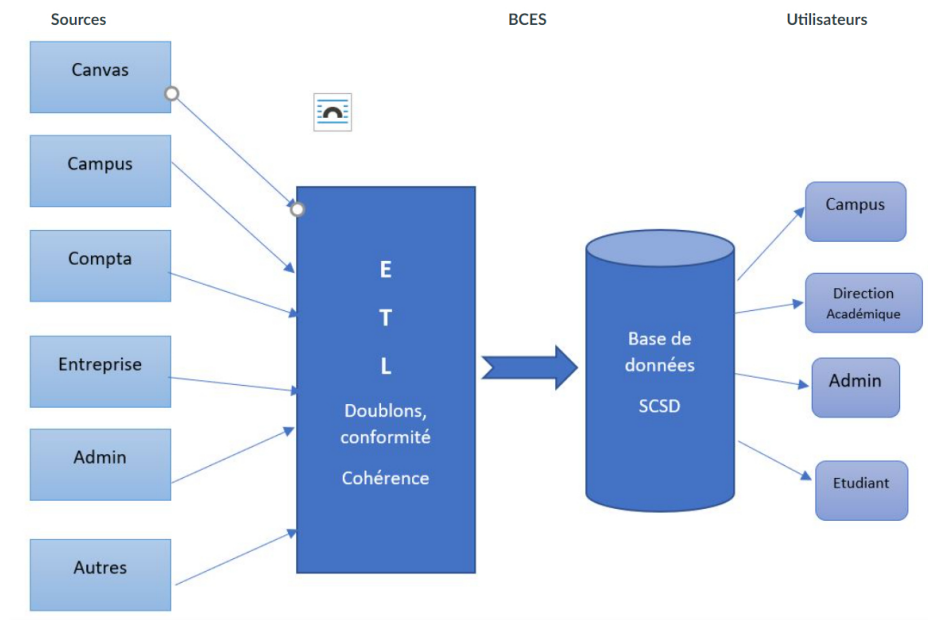 Sources
BCES
Utilisateurs
Canvas
Campus
Compta
Entreprise
Admin
Autres
E
T
L
Doublons,
conformité
Cohérence
Base de
données
SCSD
Campus
Direction
Académique
Admin
Etudiant